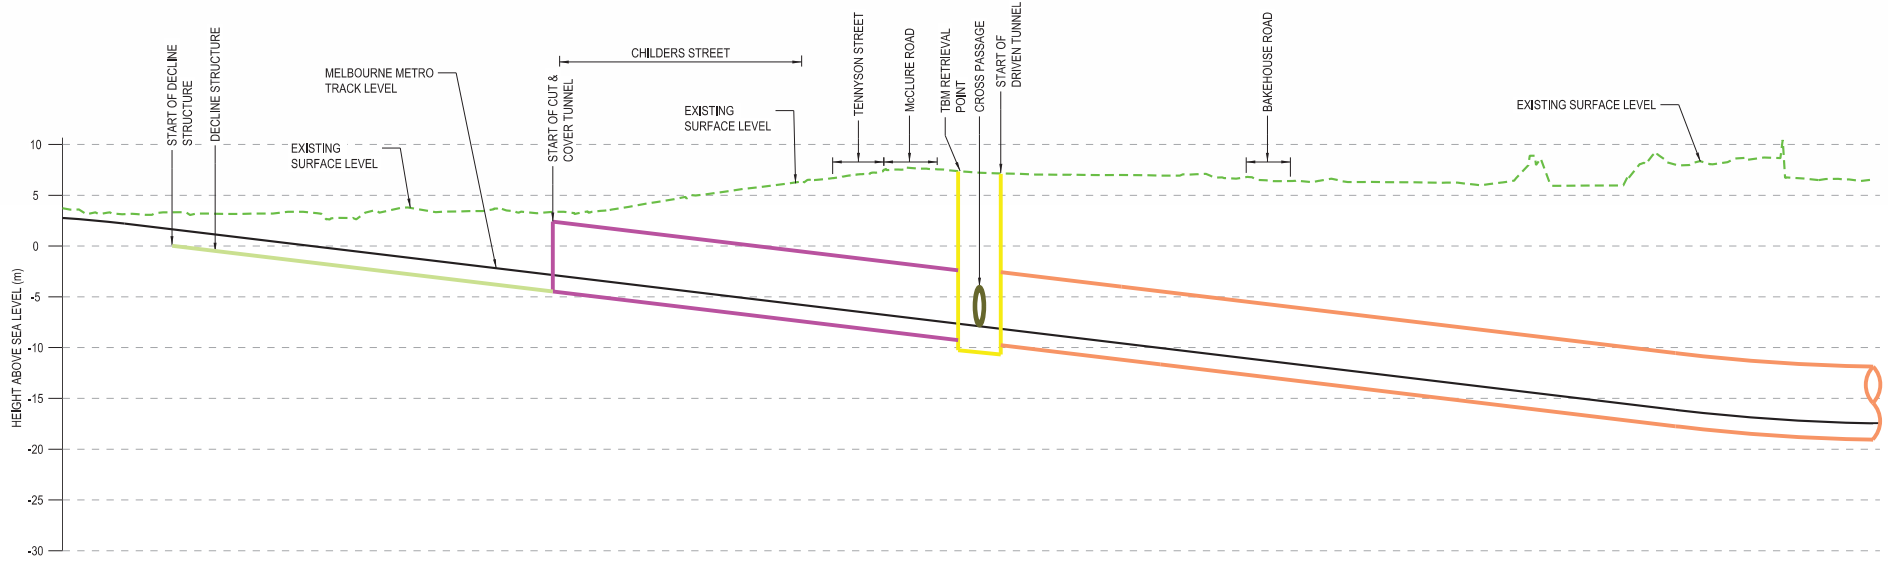 START OF DECLINE
STRUCTURE
DECLINE STRUCTURE
MELBOURNE METRO
TRACK LEVEL
EXISTING
SURFACE LEVEL
START OF CUT &
COVER TUNNEL
CHILDERS STREET
EXISTING
SURFACE LEVEL
TENNYSON STREET
McCLURE ROAD
TBM RETRIEVAL
POINT
CROSS PASSAGE
START OF
DRIVEN TUNNEL
BAKEHOUSE ROAD
EXISTING SURFACE LEVEL
HEIGHT ABOVE SEA LEVEL (m)
10
5
0
-5
-10
-15
-20
-25
-30